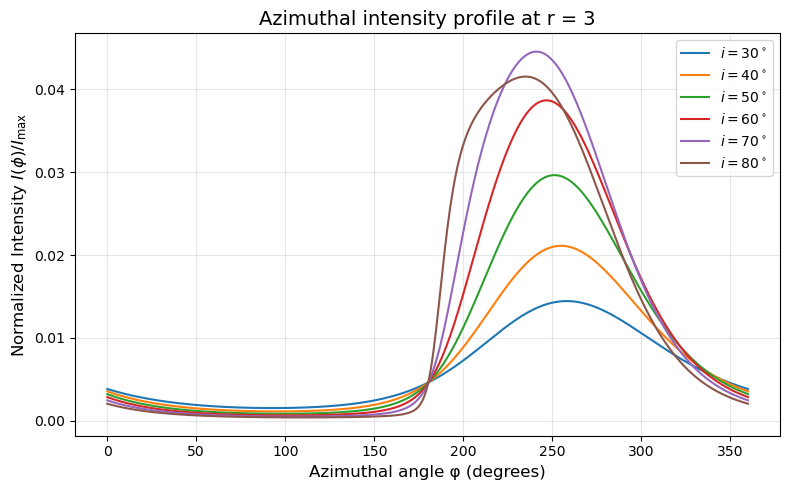 Azimuthal intensity profile at r = 3
Normalized Intensity I(ϕ)/I_max
0.04
0.03
0.02
0.01
0.00
i = 30°
i = 40°
i = 50°
i = 60°
i = 70°
i = 80°
0 50 100 150 200 250 300 350
Azimuthal angle φ (degrees)